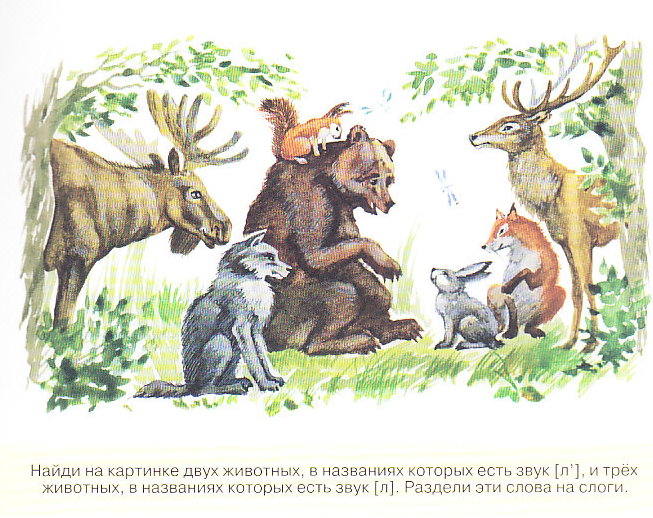 Найди на картинке двух животных, в названиях которых есть звук [л'], и трёх
животных, в названиях которых есть звук [л]. Раздели эти слова на слоги.